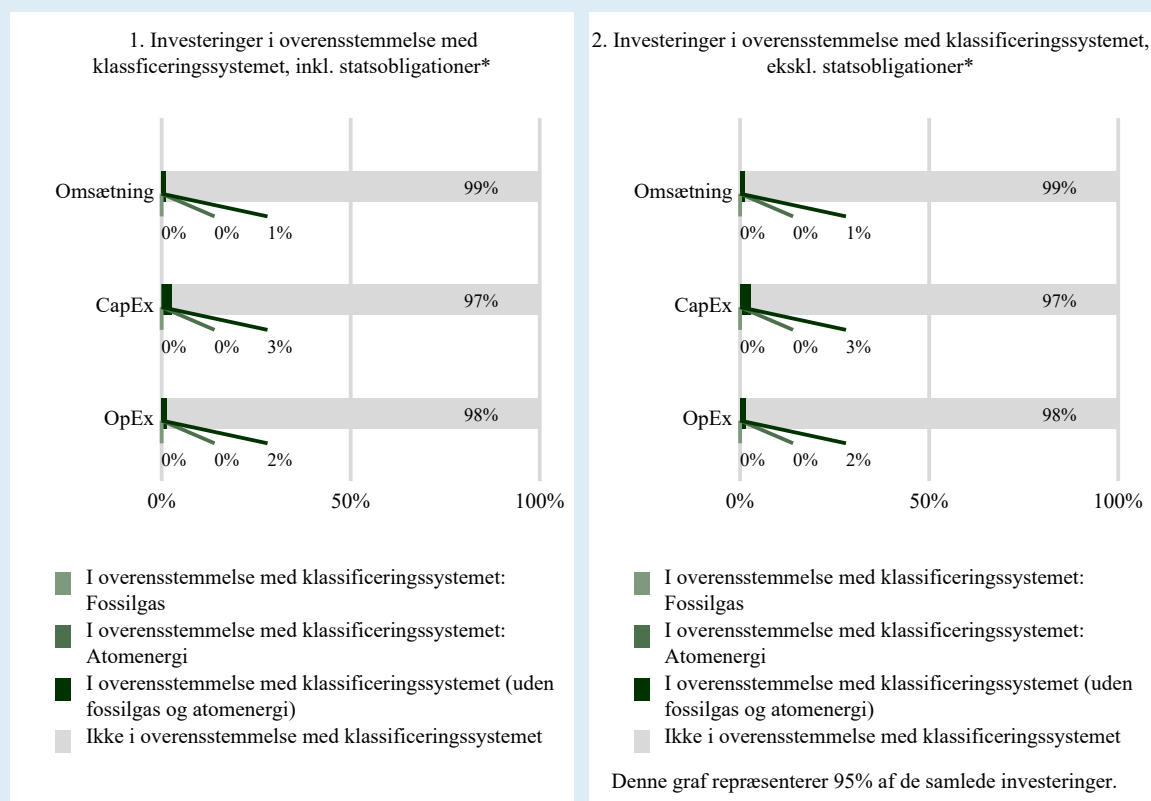 1. Investeringer i overensstemmelse med
klassficeringssystemet, inkl. statsobligationer*
Omsætning
99%
0% 0% 1%
CapEx
97%
0% 0% 3%
OpEx
98%
0% 0% 2%
0% 50% 100%
I overensstemmelse med klassificeringssystemet:
Fossilgas
I overensstemmelse med klassificeringssystemet:
Atomenergi
I overensstemmelse med klassificeringssystemet (uden
fossilgas og atomenergi)
Ikke i overensstemmelse med klassificeringssystemet
2. Investeringer i overensstemmelse med klassificeringssystemet,
ekskl. statsobligationer*
Omsætning
99%
0% 0% 1%
CapEx
97%
0% 0% 3%
OpEx
98%
0% 0% 2%
0% 50% 100%
I overensstemmelse med klassificeringssystemet:
Fossilgas
I overensstemmelse med klassificeringssystemet:
Atomenergi
I overensstemmelse med klassificeringssystemet (uden
fossilgas og atomenergi)
Ikke i overensstemmelse med klassificeringssystemet
Denne graf repræsenterer 95% af de samlede investeringer.